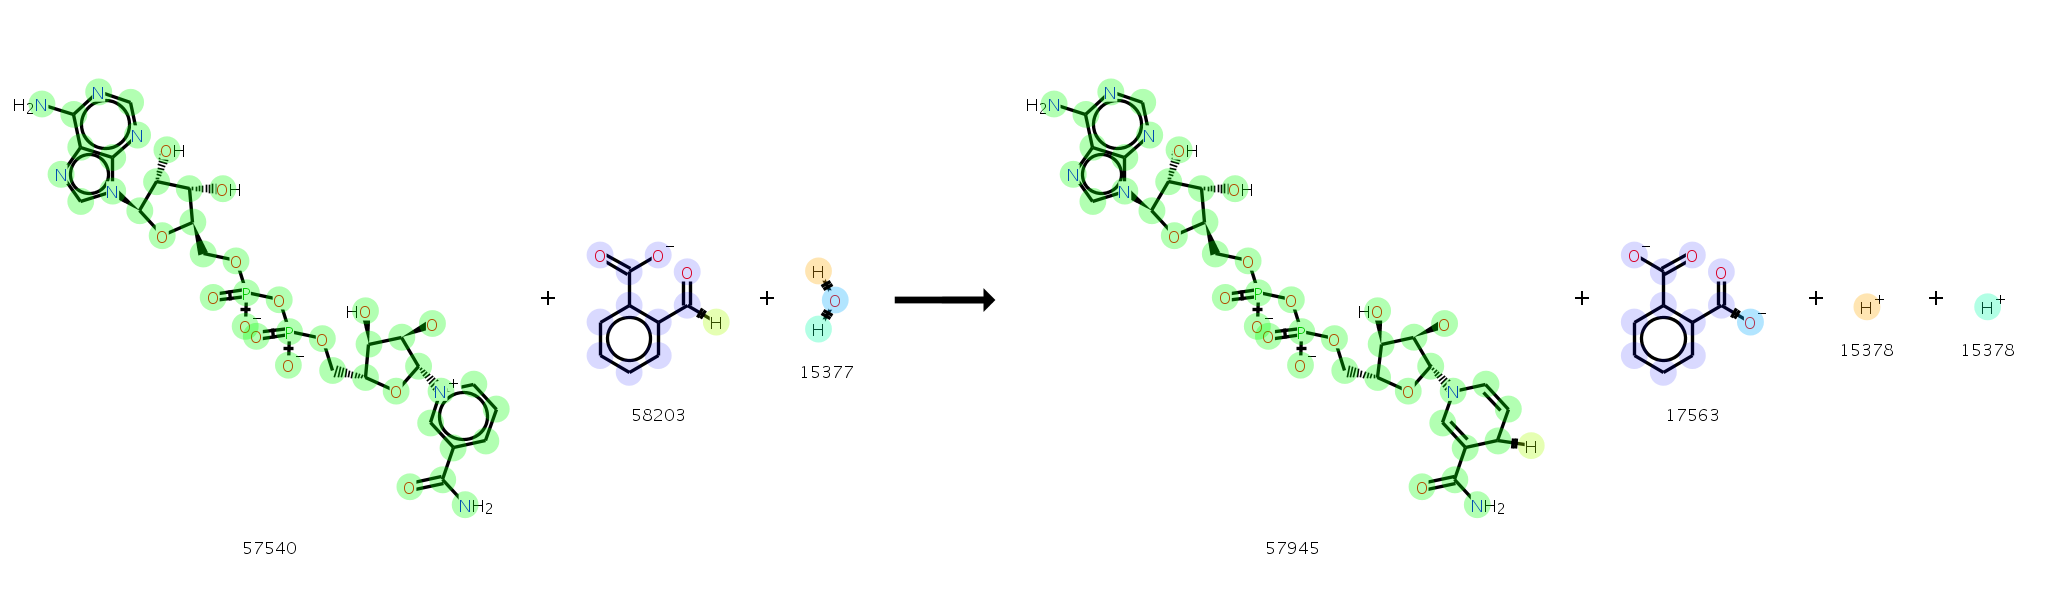 H2N N N N N OH OH O O O P O− O O P O− O HO O O N+ O NH2
+
O O− O H
+
H O H
H2N N N N N OH OH O O O P O− O O P O− O HO O O N H O NH2
+
O− O O O−
+
H+
+
H+
15378
15378
15377
58203
17563
57540
57945